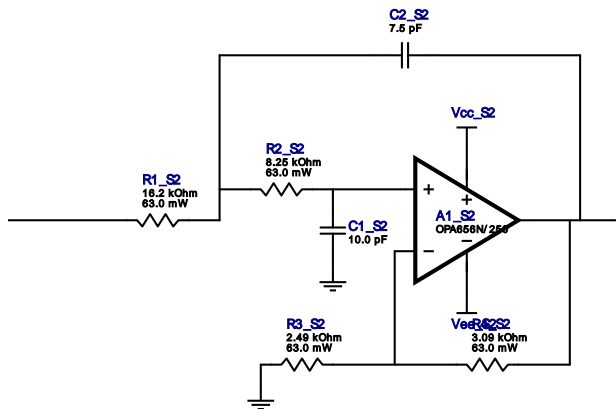 C2_S2
7.5 pF
Vcc_S2
R2_S2
8.25 kOhm
63.0 mW
R1_S2
16.2 kOhm
63.0 mW
+
+
A1_S2
OPA656N/250
C1_S2
10.0 pF
−
−
R3_S2
2.49 kOhm
63.0 mW
Vee_S2
R4_S2
3.09 kOhm
63.0 mW